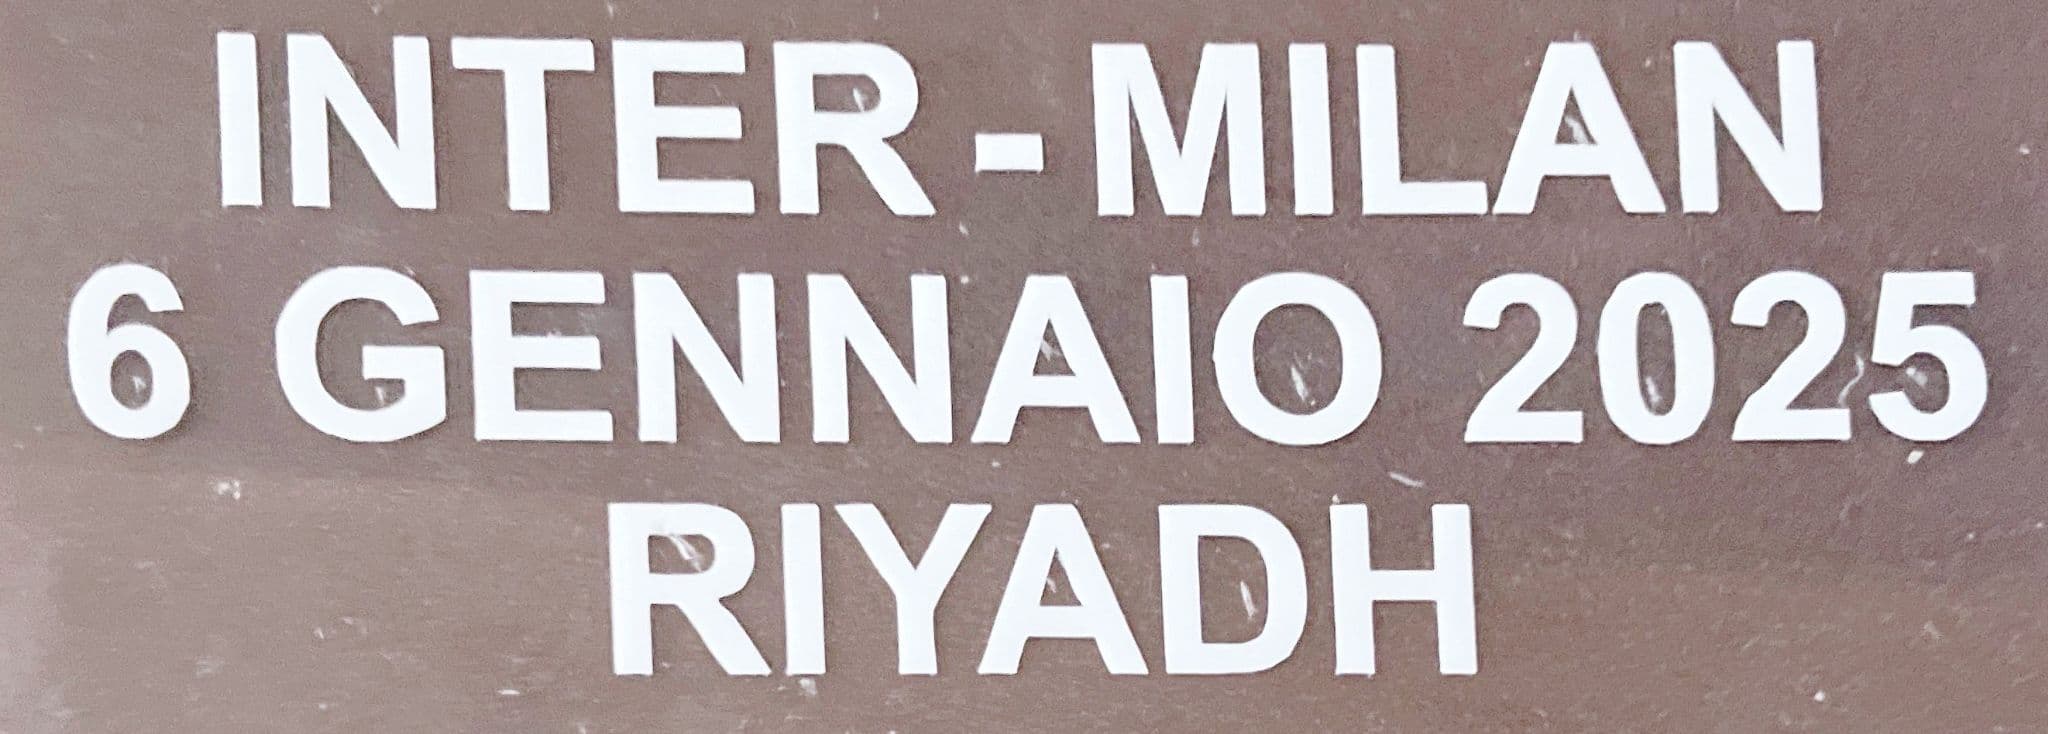 INTER-MILAN
6 GENNAIO 2025
RIYADH